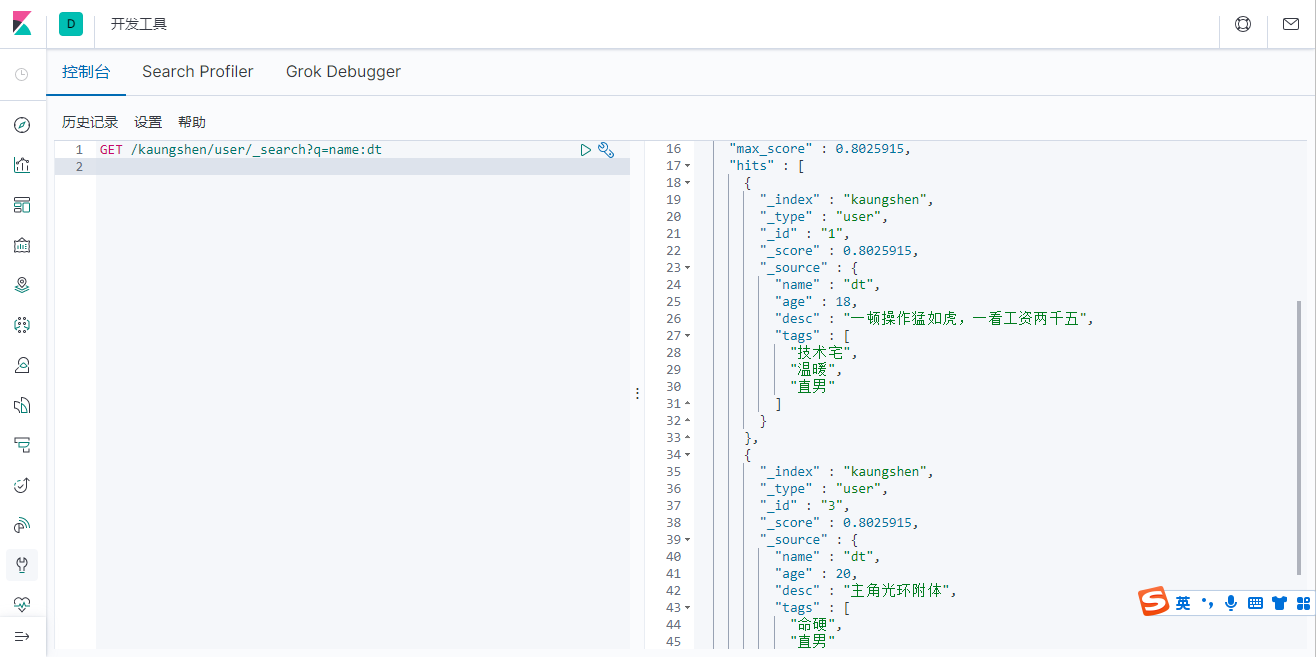 D 开发工具
控制台 Search Profiler Grok Debugger
历史记录 设置 帮助
1 GET /kaungshen/user/_search?q=name:dt
2
16 "max_score" : 0.8025915,
17 "hits" : [
18 {
19 "_index" : "kaungshen",
20 "_type" : "user",
21 "_id" : "1",
22 "_score" : 0.8025915,
23 "_source" : {
24 "name" : "dt",
25 "age" : 18,
26 "desc" : "一顿操作猛如虎，一看工资两千五",
27 "tags" : [
28 "技术宅",
29 "温暖",
30 "直男"
31 ]
32 }
33 },
34 {
35 "_index" : "kaungshen",
36 "_type" : "user",
37 "_id" : "3",
38 "_score" : 0.8025915,
39 "_source" : {
40 "name" : "dt",
41 "age" : 20,
42 "desc" : "主角光环附体",
43 "tags" : [
44 "命硬",
45 "直男"
S 英